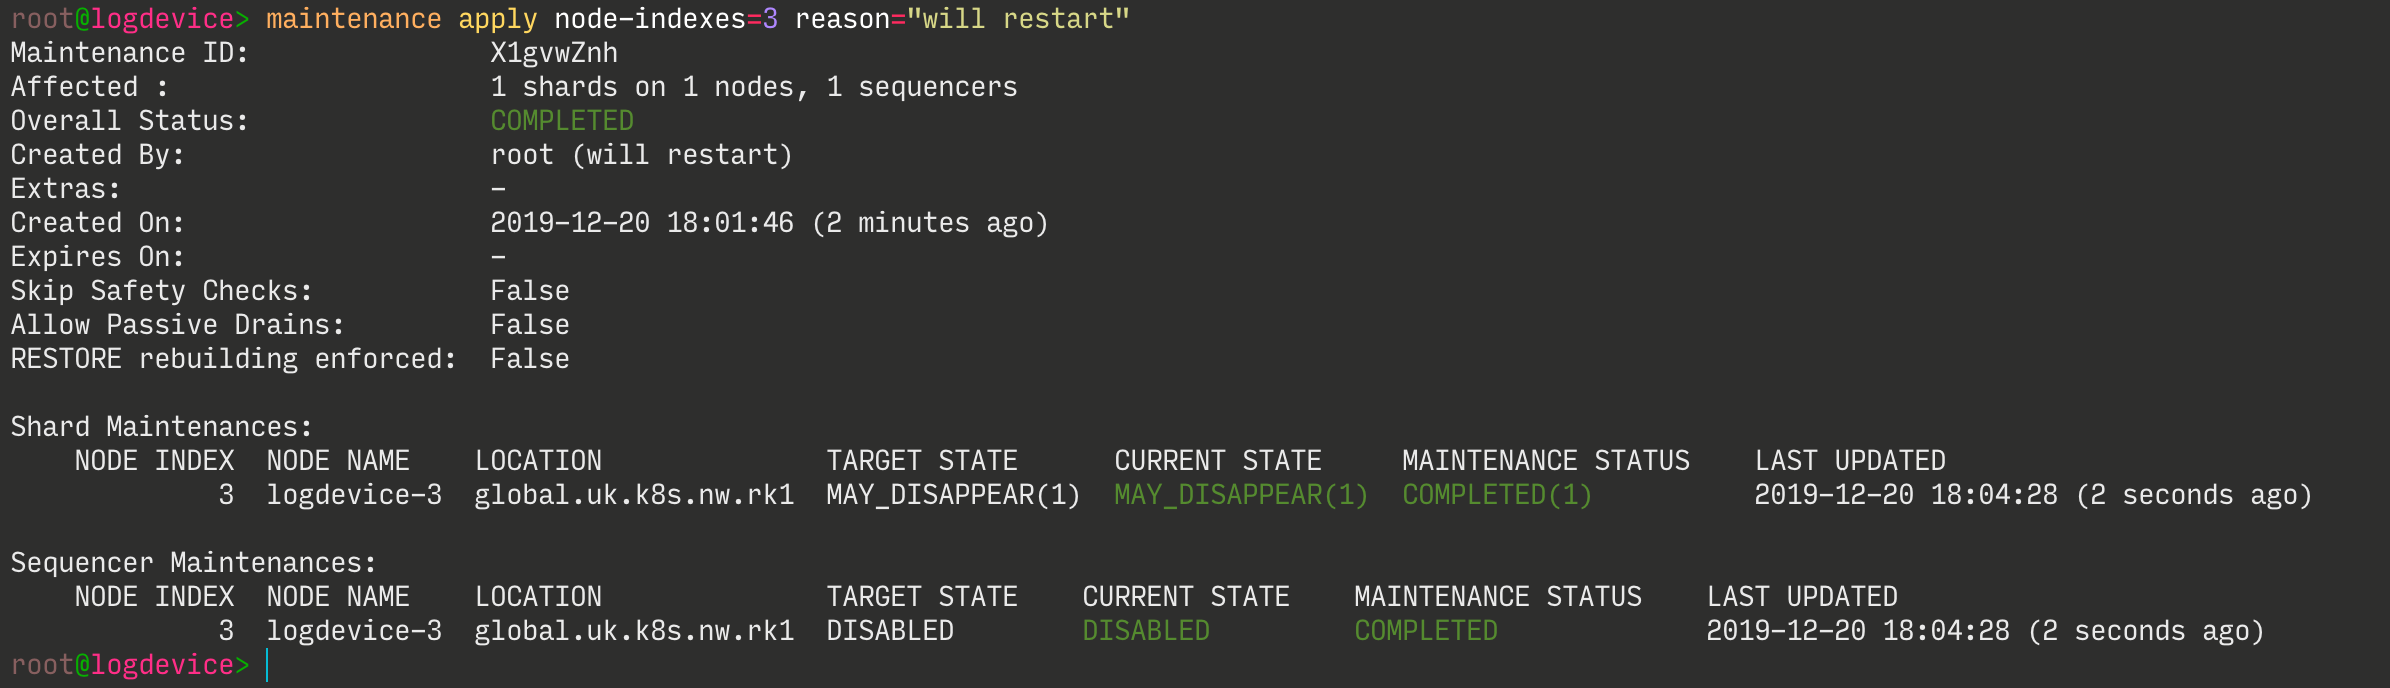 root@logdevice> maintenance apply node-indexes=3 reason="will restart"
Maintenance ID: X1gvwZnh
Affected : 1 shards on 1 nodes, 1 sequencers
Overall Status: COMPLETED
Created By: root (will restart)
Extras: -
Created On: 2019-12-20 18:01:46 (2 minutes ago)
Expires On: -
Skip Safety Checks: False
Allow Passive Drains: False
RESTORE rebuilding enforced: False
Shard Maintenances:
NODE INDEX NODE NAME LOCATION TARGET STATE CURRENT STATE MAINTENANCE STATUS LAST UPDATED
3 logdevice-3 global.uk.k8s.nw.rk1 MAY_DISAPPEAR(1) MAY_DISAPPEAR(1) COMPLETED(1) 2019-12-20 18:04:28 (2 seconds ago)
Sequencer Maintenances:
NODE INDEX NODE NAME LOCATION TARGET STATE CURRENT STATE MAINTENANCE STATUS LAST UPDATED
3 logdevice-3 global.uk.k8s.nw.rk1 DISABLED DISABLED COMPLETED 2019-12-20 18:04:28 (2 seconds ago)
root@logdevice>